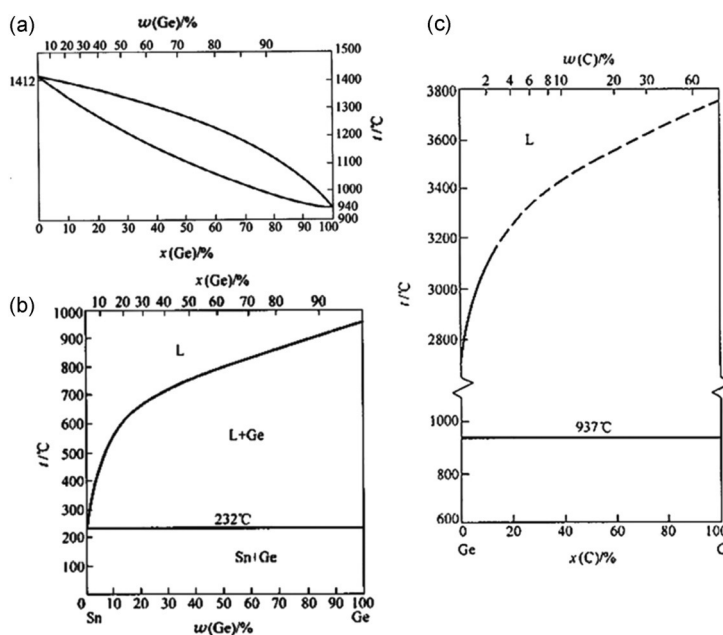 (a)
w(Ge)/%
10 20 30 40 50 60 70 80 90
1500
1412
1400
1300
1200
1100
1000
940
900
t/℃
0 10 20 30 40 50 60 70 80 90 100
x(Ge)/%
(b)
x(Ge)/%
10 20 30 40 50 60 70 80 90
1000
900
800
700
600
500
400
300
200
100
t/℃
L
L+Ge
232℃
Sn+Ge
0 10 20 30 40 50 60 70 80 90 100
Sn
w(Ge)/%
Ge
(c)
w(C)/%
2 4 6 8 10 20 30 60
3800
3600
3400
3200
3000
2800
1000
800
600
t/℃
L
937℃
0 20 40 60 80 100
Ge
x(C)/%
C